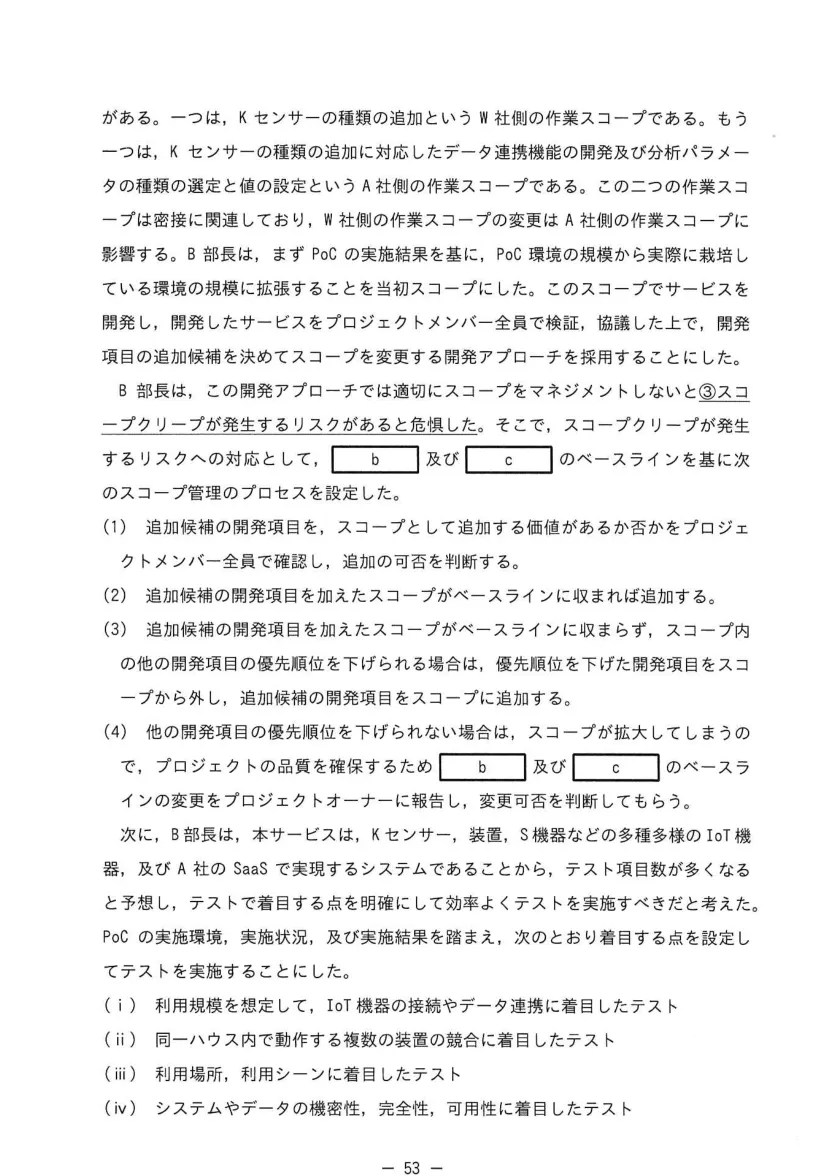 がある。一つは，K センサーの種類の追加という W 社側の作業スコープである。もう
一つは，K センサーの種類の追加に対応したデータ連携機能の開発及び分析パラメー
タの種類の選定と値の設定という A 社側の作業スコープである。この二つの作業スコ
ープは密接に関連しており，W 社側の作業スコープの変更は A 社側の作業スコープに
影響する。B 部長は，まず PoC の実施結果を基に，PoC 環境の規模から実際に栽培し
ている環境の規模に拡張することを当初スコープにした。このスコープでサービスを
開発し，開発したサービスをプロジェクトメンバー全員で検証，協議した上で，開発
項目の追加候補を決めてスコープを変更する開発アプローチを採用することにした。
B 部長は，この開発アプローチでは適切にスコープをマネジメントしないと③スコ
ープクリープが発生するリスクがあると危惧した。そこで，スコープクリープが発生
するリスクへの対応として， b 及び c のベースラインを基に次
のスコープ管理のプロセスを設定した。
(1) 追加候補の開発項目を，スコープとして追加する価値があるか否かをプロジェ
クトメンバー全員で確認し，追加の可否を判断する。
(2) 追加候補の開発項目を加えたスコープがベースラインに収まれば追加する。
(3) 追加候補の開発項目を加えたスコープがベースラインに収まらず，スコープ内
の他の開発項目の優先順位を下げられる場合は，優先順位を下げた開発項目をスコ
ープから外し，追加候補の開発項目をスコープに追加する。
(4) 他の開発項目の優先順位を下げられない場合は，スコープが拡大してしまうの
で，プロジェクトの品質を確保するため b 及び c のベースラ
インの変更をプロジェクトオーナーに報告し，変更可否を判断してもらう。
次に，B 部長は，本サービスは，K センサー，装置，S 機器などの多種多様の IoT 機
器，及び A 社の SaaS で実現するシステムであることから，テスト項目数が多くなる
と予想し，テストで着目する点を明確にして効率よくテストを実施すべきだと考えた。
PoC の実施環境，実施状況，及び実施結果を踏まえ，次のとおり着目する点を設定し
てテストを実施することにした。
(ⅰ) 利用規模を想定して，IoT 機器の接続やデータ連携に着目したテスト
(ⅱ) 同一ハウス内で動作する複数の装置の競合に着目したテスト
(ⅲ) 利用場所，利用シーンに着目したテスト
(ⅳ) システムやデータの機密性，完全性，可用性に着目したテスト
— 53 —